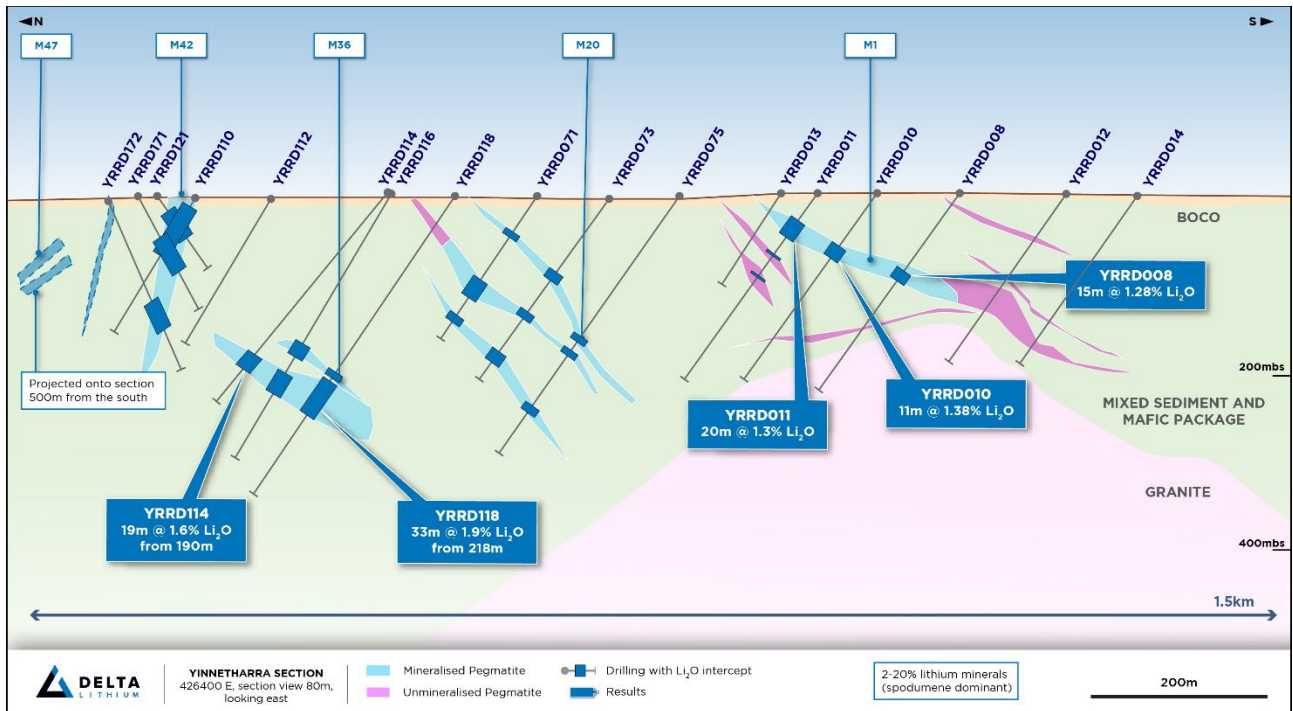 N
S
M47
M42
M36
M20
M1
YRRD172
YRRD171
YRRD121
YRRD110
YRRD112
YRRD114
YRRD116
YRRD118
YRRD071
YRRD073
YRRD075
YRRD013
YRRD011
YRRD010
YRRD008
YRRD012
YRRD014
BOCO
YRRD008
15m @ 1.28% Li₂O
Projected onto section
500m from the south
200mbs
YRRD010
11m @ 1.38% Li₂O
YRRD011
20m @ 1.3% Li₂O
MIXED SEDIMENT AND
MAFIC PACKAGE
GRANITE
YRRD114
19m @ 1.6% Li₂O
from 190m
YRRD118
33m @ 1.9% Li₂O
from 218m
400mbs
1.5km
DELTA
LITHIUM
YINNETHARRA SECTION
426400 E, section view 80m,
looking east
Mineralised Pegmatite
Unmineralised Pegmatite
Drilling with Li₂O intercept
Results
2-20% lithium minerals
(spodumene dominant)
200m